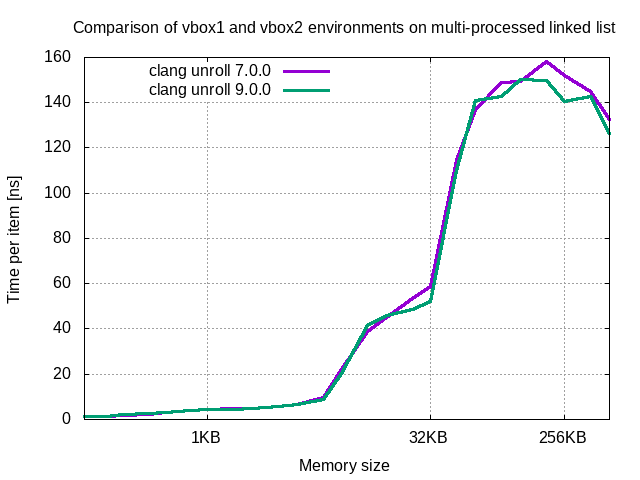 Comparison of vbox1 and vbox2 environments on multi-processed linked list
clang unroll 7.0.0
clang unroll 9.0.0
160
140
120
100
80
60
40
20
0
Time per item [ns]
1KB
32KB
256KB
Memory size